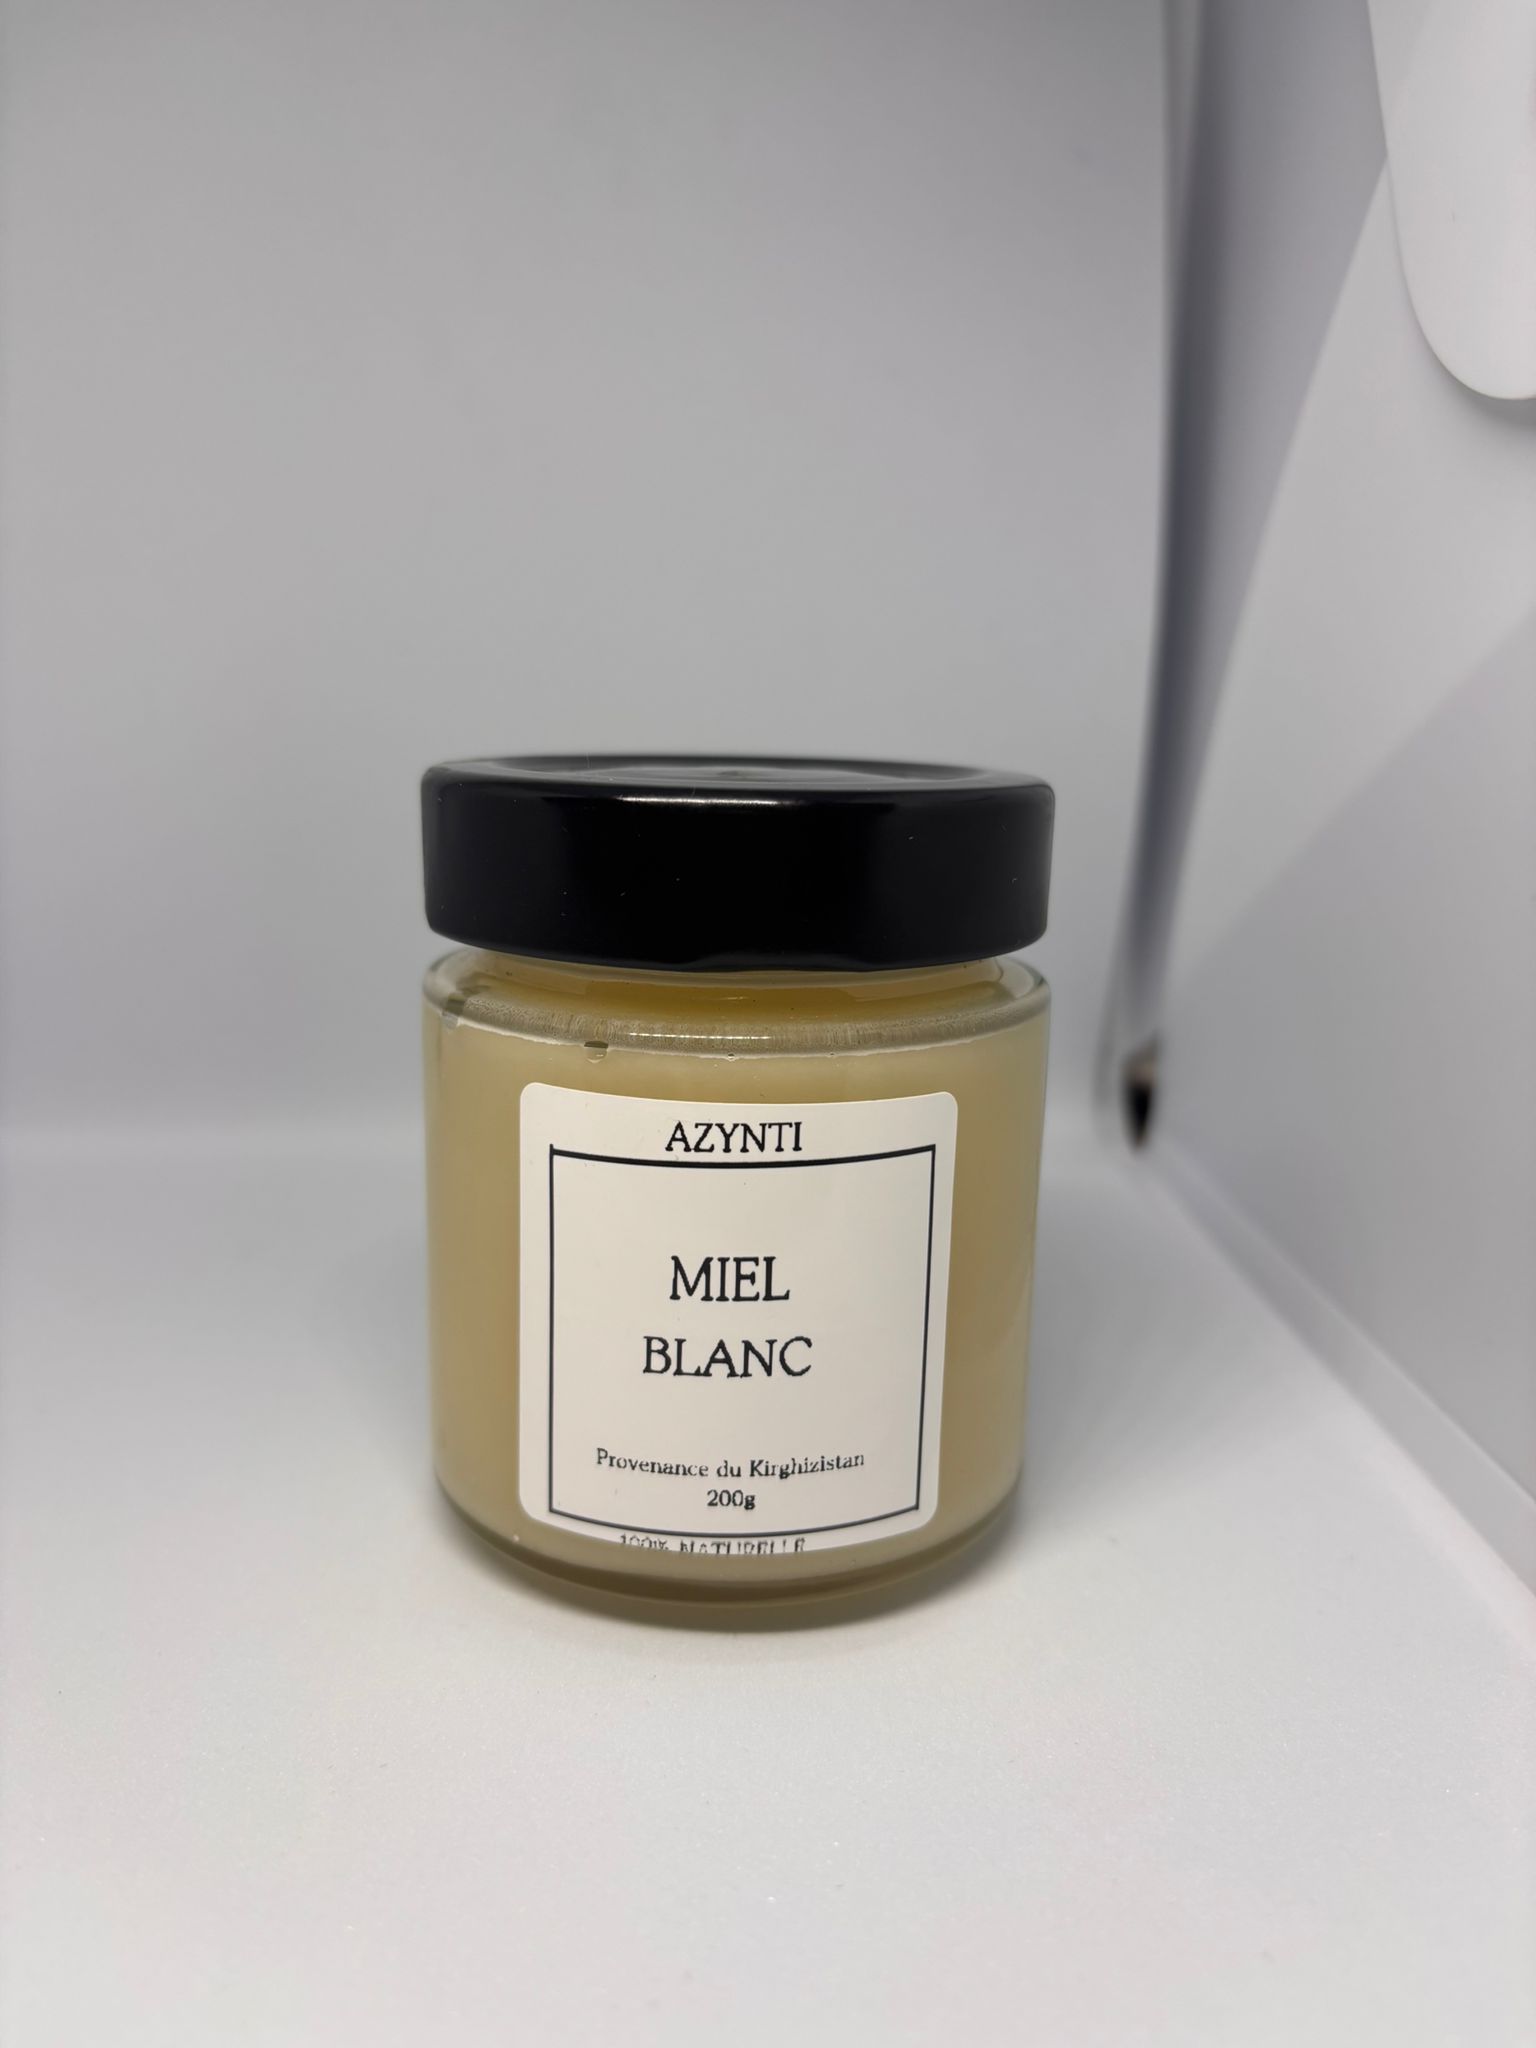 AZYNTI
MIEL
BLANC
Provenance du Kirghizistan
200g
100% NATURELLE